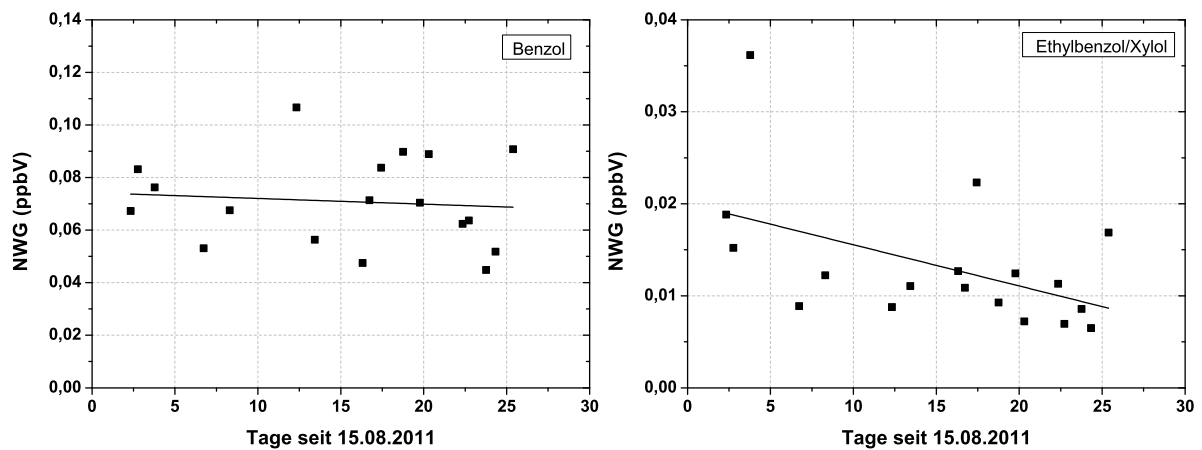 0,14
0,12
0,10
0,08
0,06
0,04
0,02
0,00
NWG (ppbV)
Benzol
0 5 10 15 20 25 30
Tage seit 15.08.2011
0,04
0,03
0,02
0,01
0,00
NWG (ppbV)
Ethylbenzol/Xylol
0 5 10 15 20 25 30
Tage seit 15.08.2011